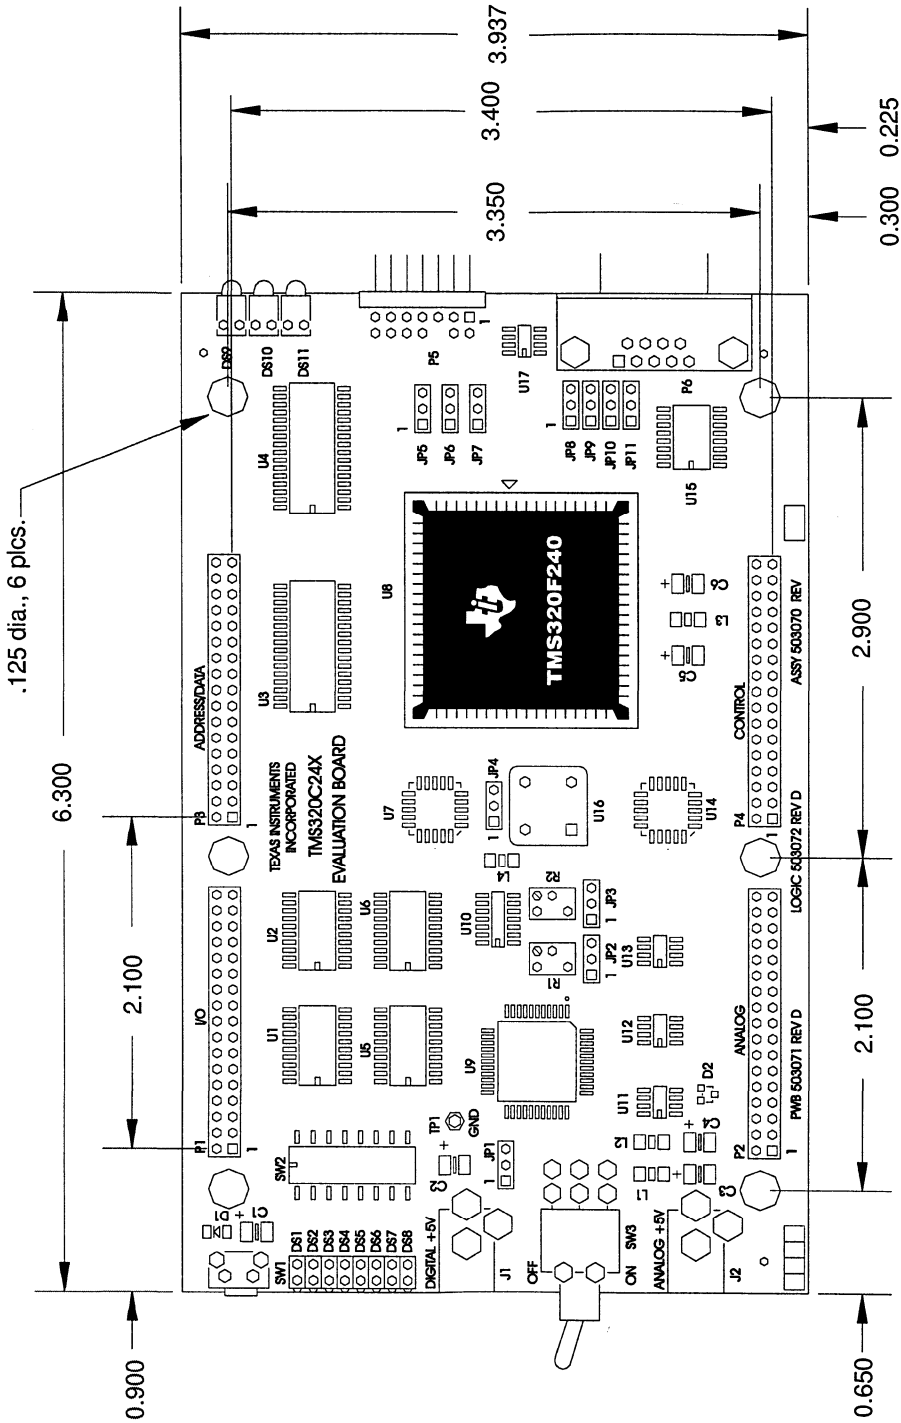 3.937
3.400
0.225
3.350
0.300
6.300
.125 dia., 6 plcs.
2.900
2.100
2.100
0.900
0.650
DS9
DS10
DS11
P5
1
U17
P6
U4
1
JP5
JP6
JP7
1
JP8
JP9
JP10
JP11
U15
U8
TMS320F240
ADDRESS/DATA
U3
+
C6
L3
+
C5
ASSY 503070 REV
CONTROL
P3
1
TEXAS INSTRUMENTS
INCORPORATED
TMS320C24X
EVALUATION BOARD
U7
JP4
1
U16
U14
P4
1
LOGIC 503072 REV D
L4
R2
JP3
1
U2
U6
U10
R1
JP2
1
U13
I/O
U1
U5
U9
U12
U11
D2
ANALOG
PWB 503071 REV D
P1
1
SW2
TP1
GND
+
C2
JP1
1
L2
+
C4
L1
+
C3
P2
1
D1
+
C1
SW1
DS1
DS2
DS3
DS4
DS5
DS6
DS7
DS8
DIGITAL +5V
J1
OFF
ON
SW3
ANALOG +5V
J2